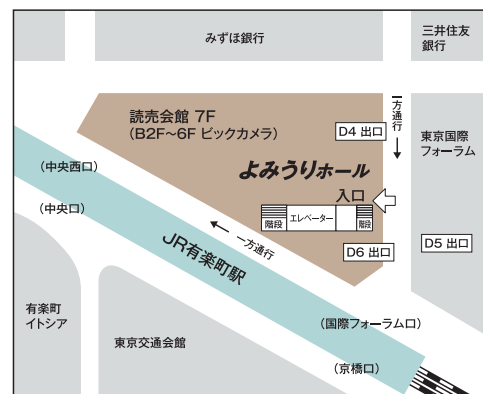 みずほ銀行
三井住友
銀行
読売会館 7F
(B2F〜6F ビックカメラ)
一方通行
D4 出口
東京国際
フォーラム
よみうりホール
入口
(中央西口)
階段
エレベーター
階段
(中央口)
一方通行
D6 出口
D5 出口
JR有楽町駅
有楽町
イトシア
(国際フォーラム口)
東京交通会館
(京橋口)